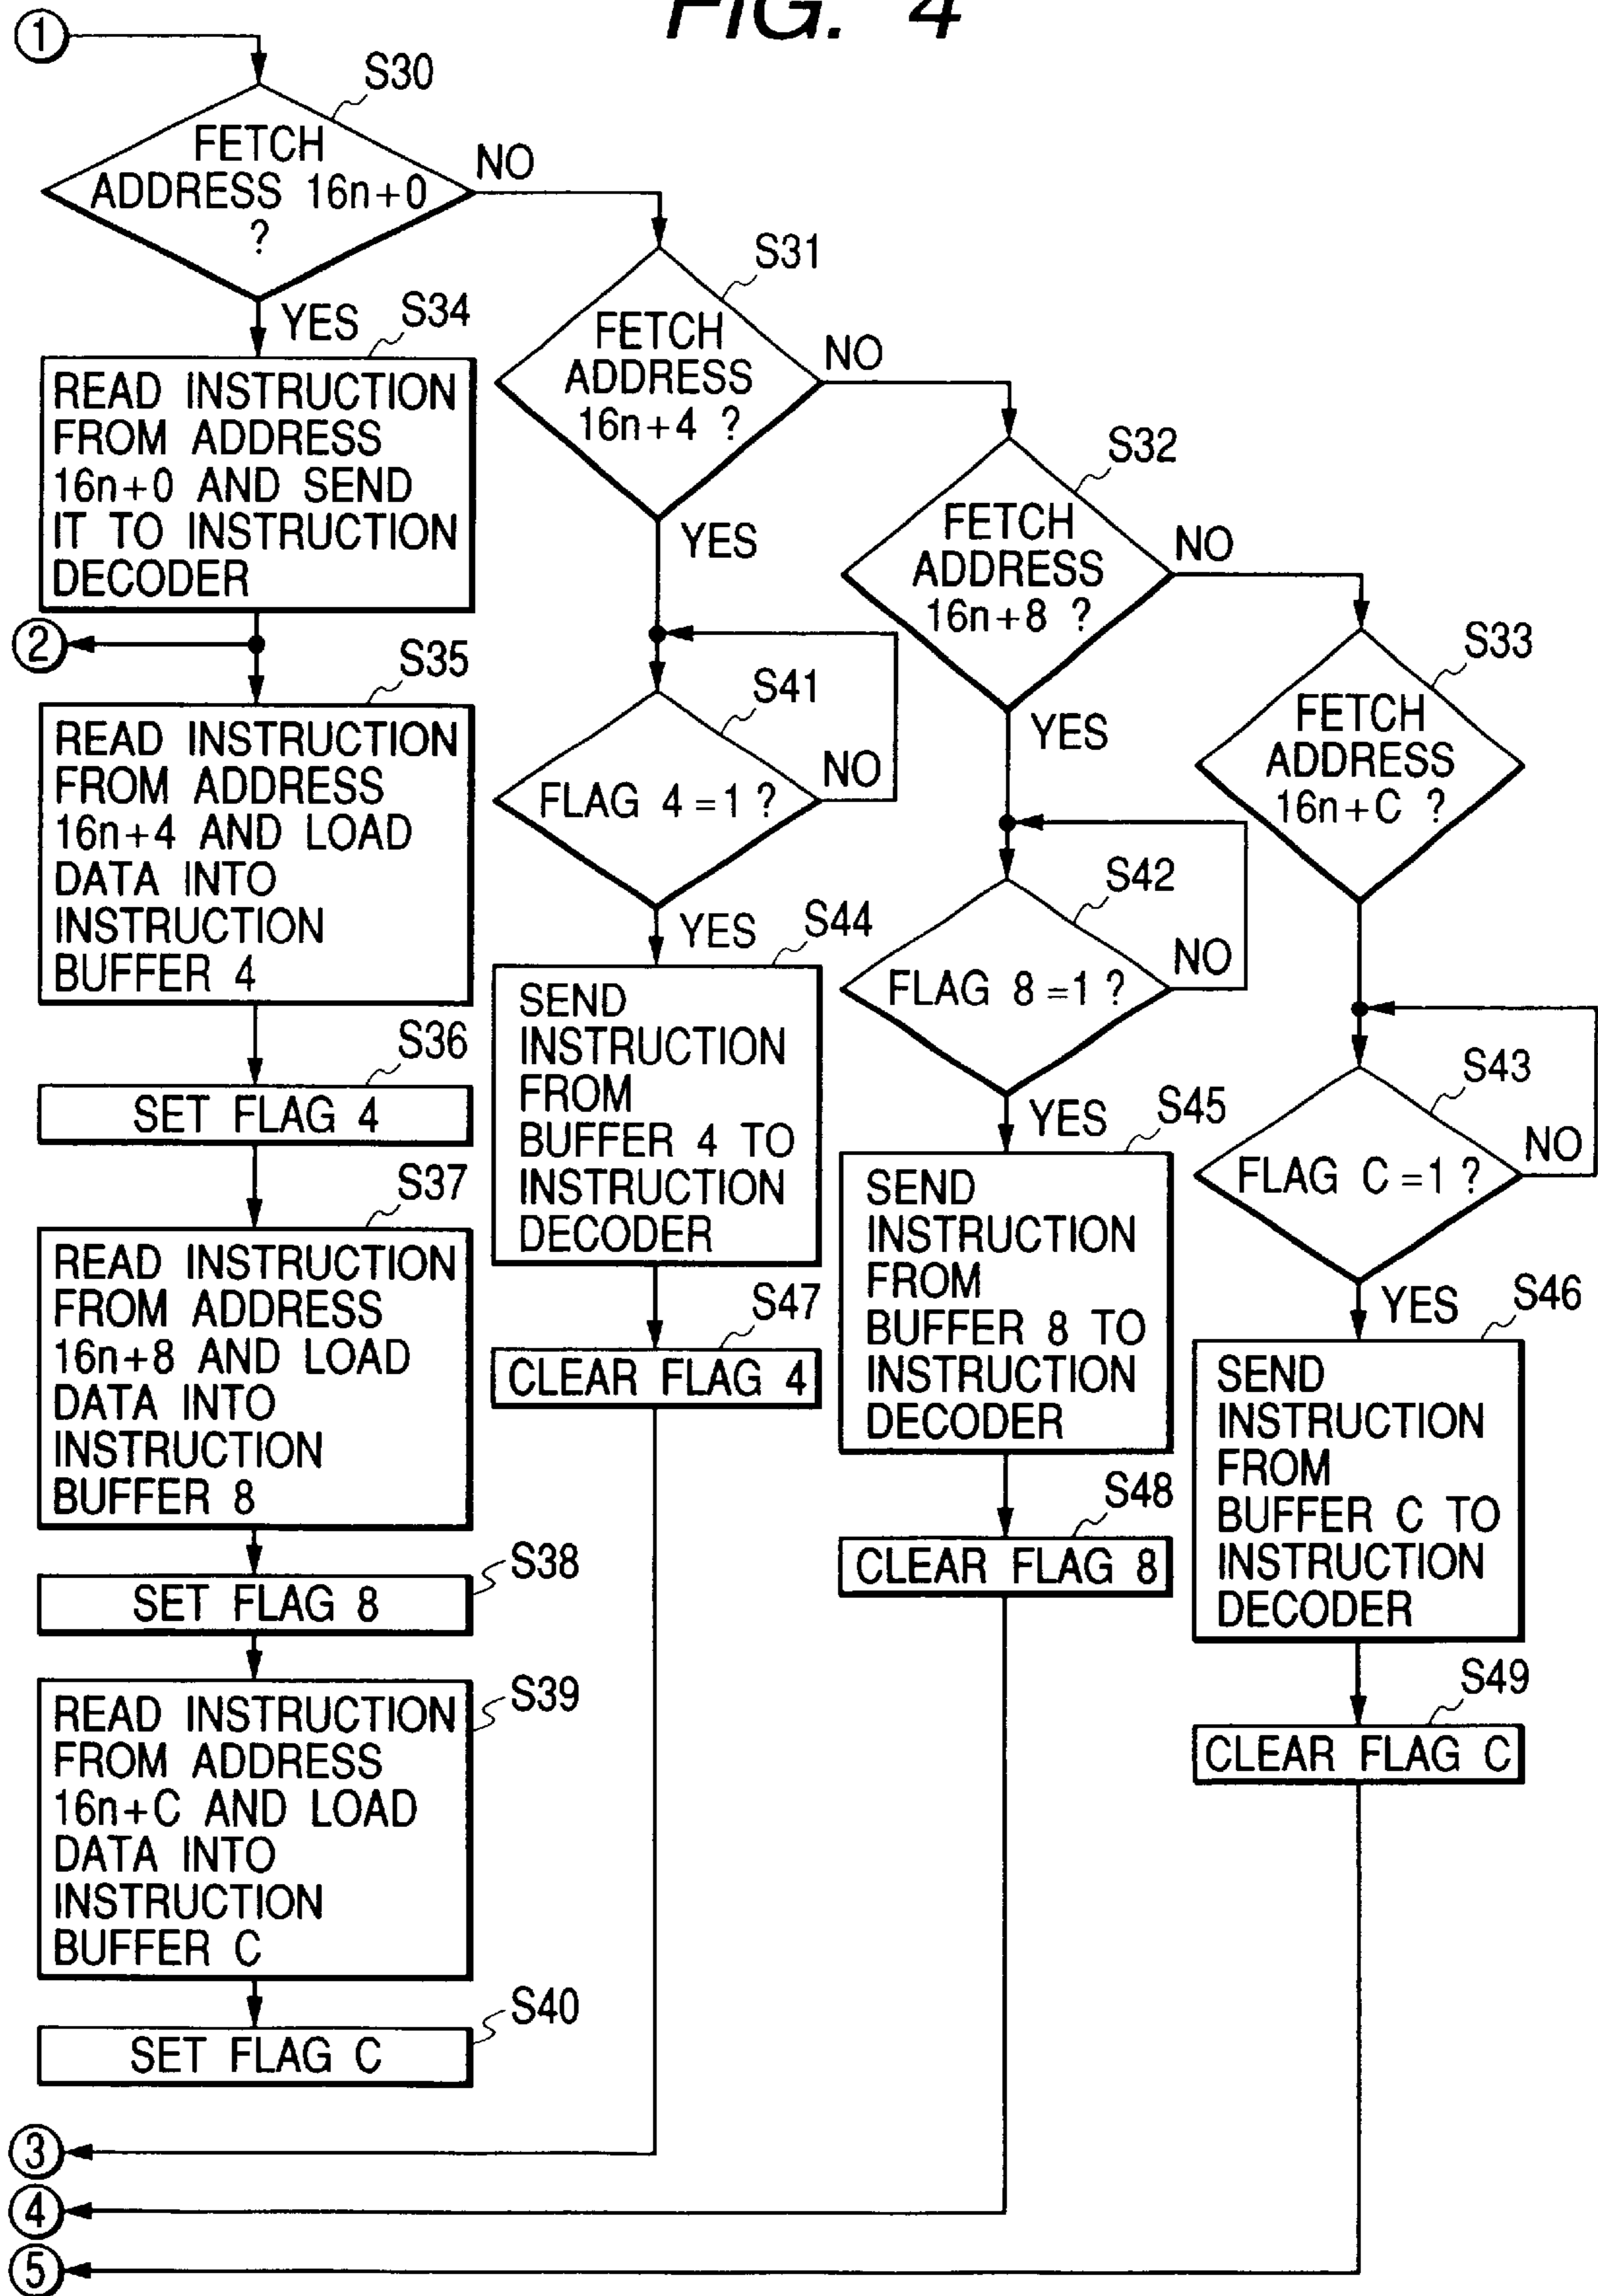 FIG. 4
1
S30
FETCH
ADDRESS 16n+0
?
NO
YES
S34
READ INSTRUCTION
FROM ADDRESS
16n+0 AND SEND
IT TO INSTRUCTION
DECODER
2
S35
READ INSTRUCTION
FROM ADDRESS
16n+4 AND LOAD
DATA INTO
INSTRUCTION
BUFFER 4
S36
SET FLAG 4
S37
READ INSTRUCTION
FROM ADDRESS
16n+8 AND LOAD
DATA INTO
INSTRUCTION
BUFFER 8
S38
SET FLAG 8
S39
READ INSTRUCTION
FROM ADDRESS
16n+C AND LOAD
DATA INTO
INSTRUCTION
BUFFER C
S40
SET FLAG C
S31
FETCH
ADDRESS
16n+4 ?
NO
YES
S41
FLAG 4=1 ?
NO
YES
S44
SEND
INSTRUCTION
FROM
BUFFER 4 TO
INSTRUCTION
DECODER
S47
CLEAR FLAG 4
S32
FETCH
ADDRESS
16n+8 ?
NO
YES
S42
FLAG 8=1 ?
NO
YES
S45
SEND
INSTRUCTION
FROM
BUFFER 8 TO
INSTRUCTION
DECODER
S48
CLEAR FLAG 8
S33
FETCH
ADDRESS
16n+C ?
S43
FLAG C=1 ?
NO
YES
S46
SEND
INSTRUCTION
FROM
BUFFER C TO
INSTRUCTION
DECODER
S49
CLEAR FLAG C
3
4
5